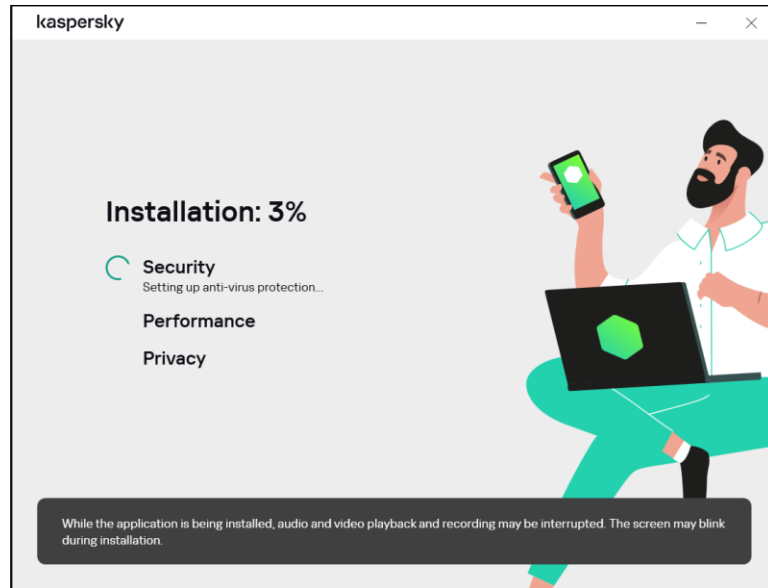 kaspersky
Installation: 3%
Security
Setting up anti-virus protection...
Performance
Privacy
While the application is being installed, audio and video playback and recording may be interrupted. The screen may blink
during installation.